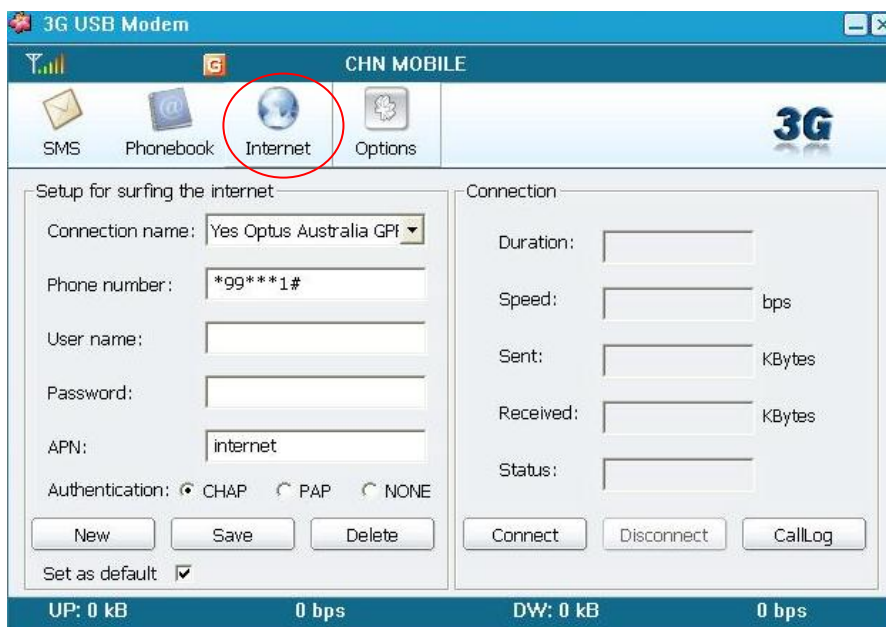 3G USB Modem
G CHN MOBILE
SMS Phonebook Internet Options 3G
Setup for surfing the internet
Connection name: Yes Optus Australia GPF
Phone number: *99***1#
User name:
Password:
APN: internet
Authentication: CHAP PAP NONE
New Save Delete
Set as default
Connection
Duration:
Speed: bps
Sent: KBytes
Received: KBytes
Status:
Connect Disconnect CallLog
UP: 0 kB 0 bps DW: 0 kB 0 bps